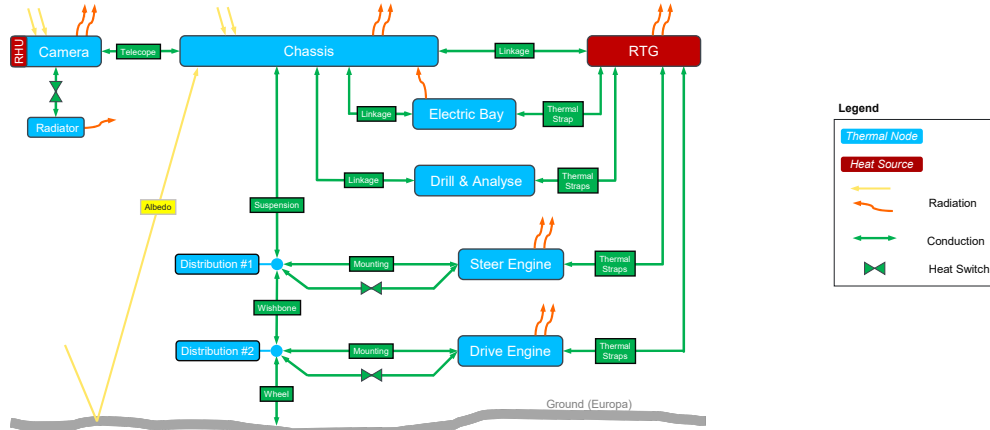 RHU
Camera
Telecope
Chassis
Linkage
RTG
Linkage
Electric Bay
Thermal
Strap
Radiator
Linkage
Drill & Analyse
Thermal
Straps
Albedo
Suspension
Distribution #1
Mounting
Steer Engine
Thermal
Straps
Wishbone
Distribution #2
Mounting
Drive Engine
Thermal
Straps
Wheel
Ground (Europa)
Legend
Thermal Node
Heat Source
Radiation
Conduction
Heat Switch